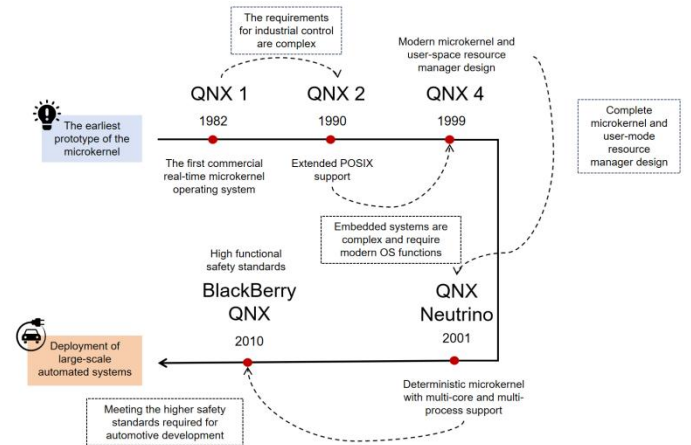 The requirements
for industrial control
are complex
Modern microkernel and
user-space resource
manager design
QNX 1
QNX 2
QNX 4
1982
1990
1999
The earliest
prototype of the
microkernel
Complete
microkernel and
user-mode
resource
manager design
The first commercial
real-time microkernel
operating system
Extended POSIX
support
Embedded systems are
complex and require
modern OS functions
High functional
safety standards
BlackBerry
QNX
2010
QNX
Neutrino
2001
Deployment of
large-scale
automated systems
Meeting the higher safety
standards required for
automotive development
Deterministic microkernel
with multi-core and multi-
process support